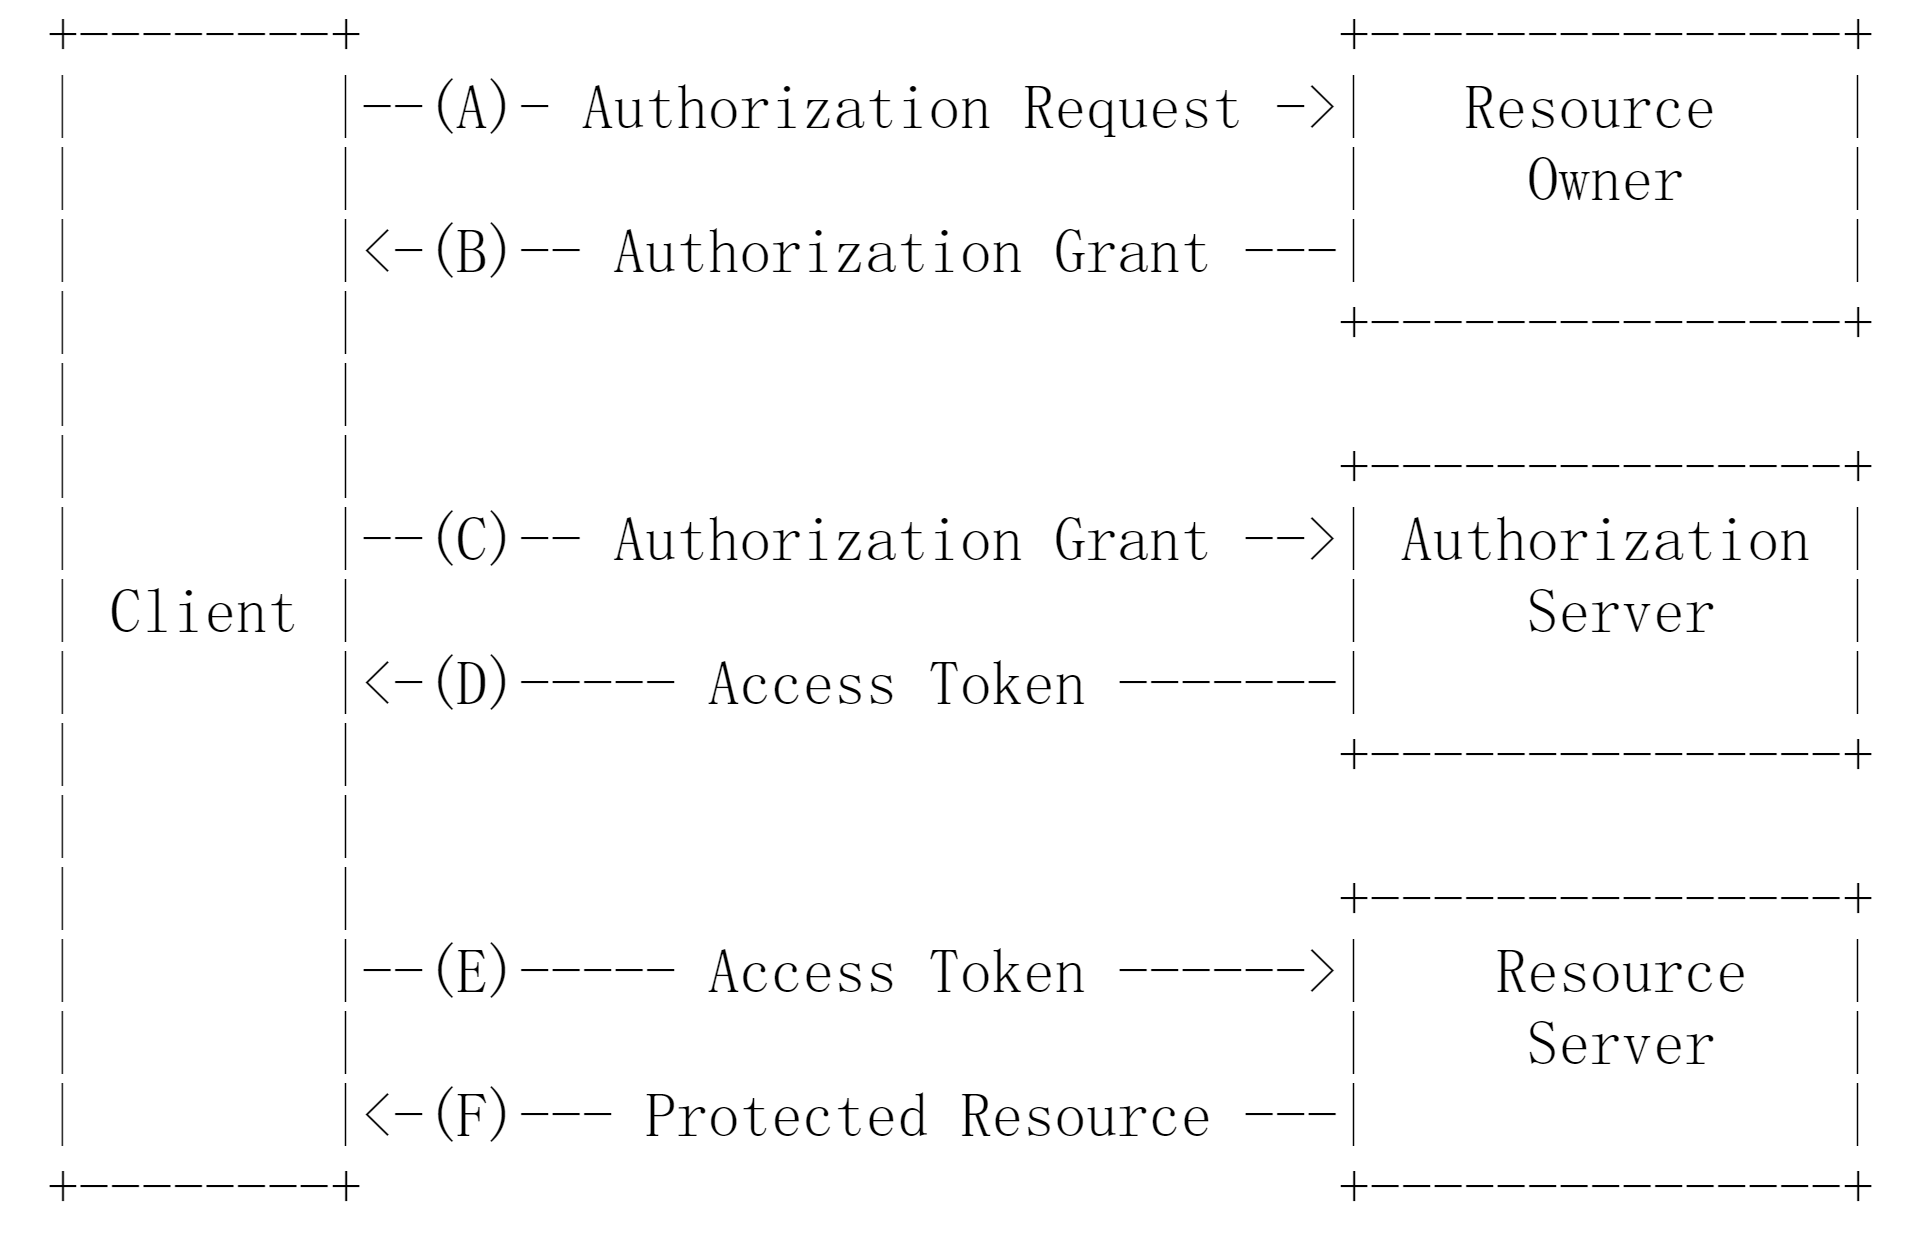 +--------+                               +---------------+
|        |--(A)- Authorization Request ->|   Resource    |
|        |                               |     Owner     |
|        |<-(B)-- Authorization Grant ---|               |
|        |                               +---------------+
|        |
|        |                               +---------------+
|        |--(C)-- Authorization Grant -->| Authorization |
| Client |                               |     Server    |
|        |<-(D)----- Access Token -------|               |
|        |                               +---------------+
|        |
|        |                               +---------------+
|        |--(E)----- Access Token ------>|    Resource   |
|        |                               |     Server    |
|        |<-(F)--- Protected Resource ---|               |
+--------+                               +---------------+